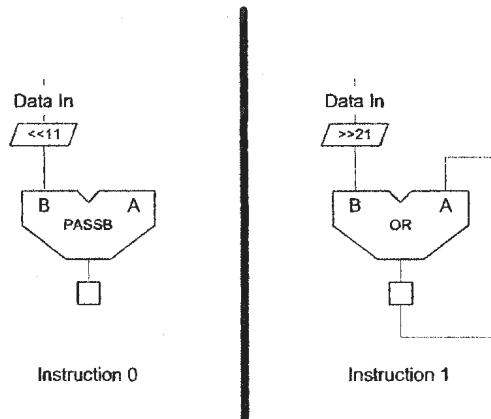 Data In
<<11
B A
PASSB
Instruction 0
Data In
>>21
B A
OR
Instruction 1